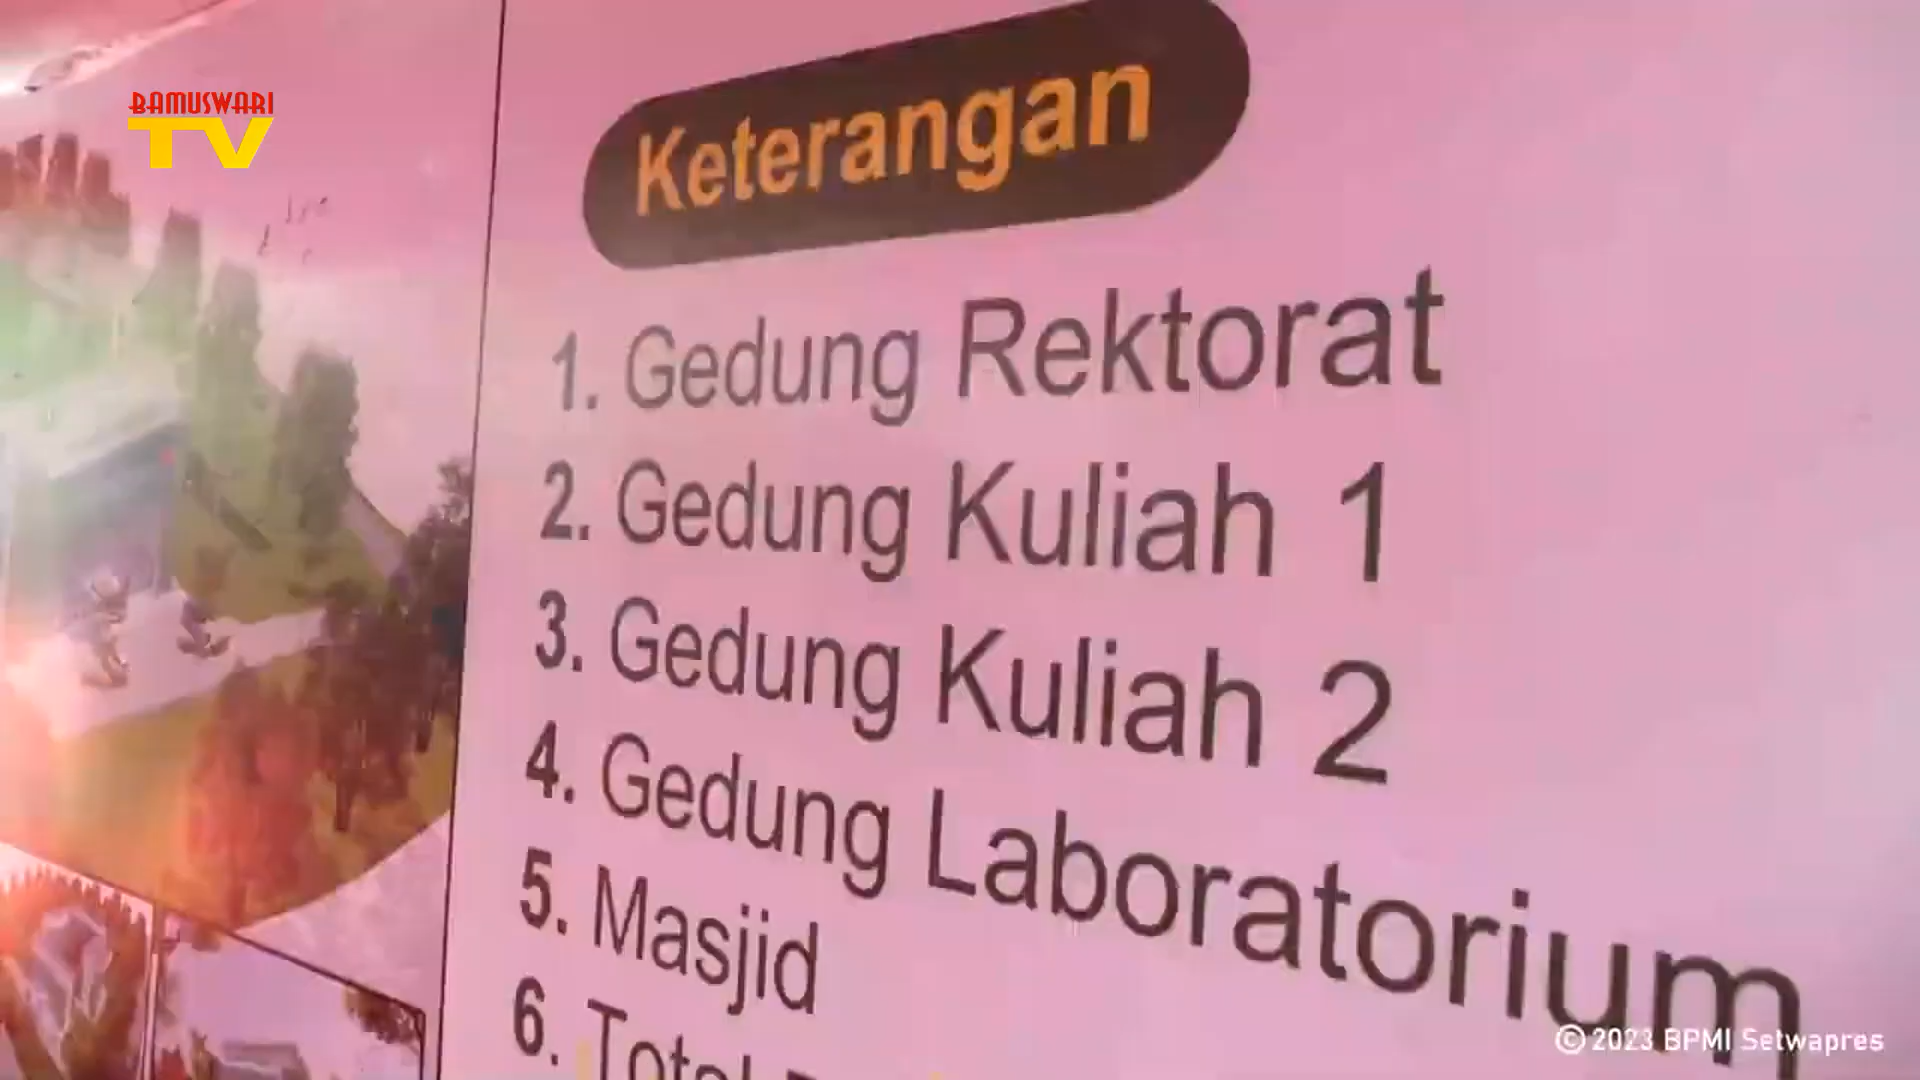 BAMUSWARI
TV
Keterangan
1. Gedung Rektorat
2. Gedung Kuliah 1
3. Gedung Kuliah 2
4. Gedung Laboratorium
5. Masjid
6. Total
© 2023 BPMI Setwapres